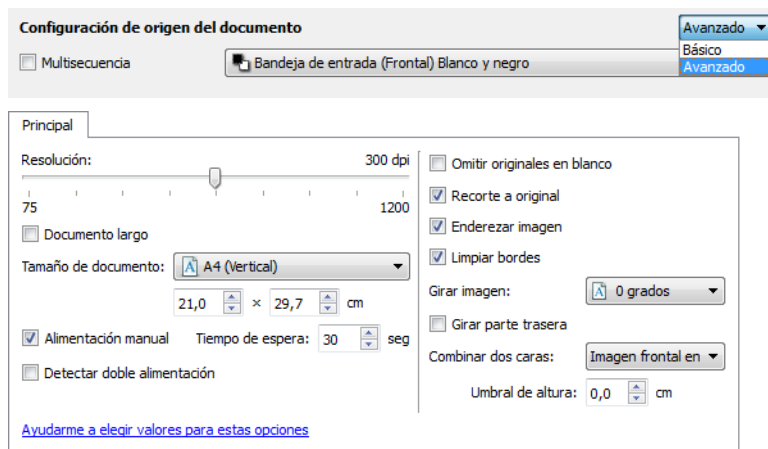 Configuración de origen del documento
Avanzado
Multisecuencia
Bandeja de entrada (Frontal) Blanco y negro
Básico
Avanzado
Principal
Resolución: 300 dpi
75 1200
Documento largo
Tamaño de documento: A4 (Vertical)
21,0 × 29,7 cm
Alimentación manual Tiempo de espera: 30 seg
Detectar doble alimentación
Ayudarme a elegir valores para estas opciones
Omitir originales en blanco
Recorte a original
Enderezar imagen
Limpiar bordes
Girar imagen: 0 grados
Girar parte trasera
Combinar dos caras: Imagen frontal en
Umbral de altura: 0,0 cm